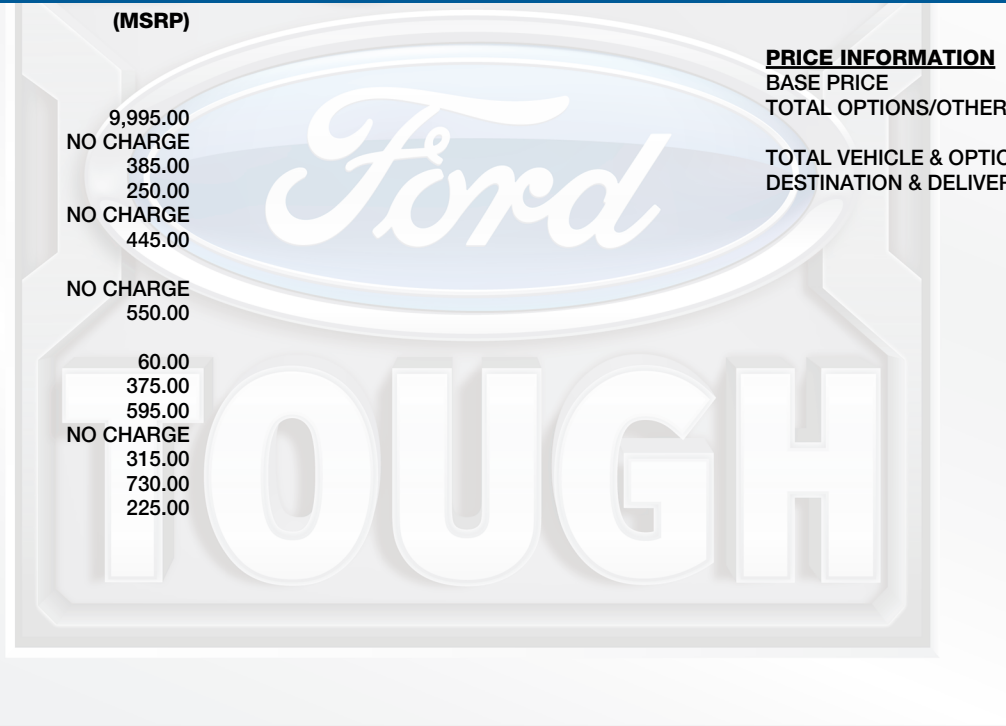 (MSRP)
9,995.00
NO CHARGE
385.00
250.00
NO CHARGE
445.00
NO CHARGE
550.00
60.00
375.00
595.00
NO CHARGE
315.00
730.00
225.00
PRICE INFORMATION
BASE PRICE
TOTAL OPTIONS/OTHER
TOTAL VEHICLE & OPTIO
DESTINATION & DELIVER
Ford
TOUGH